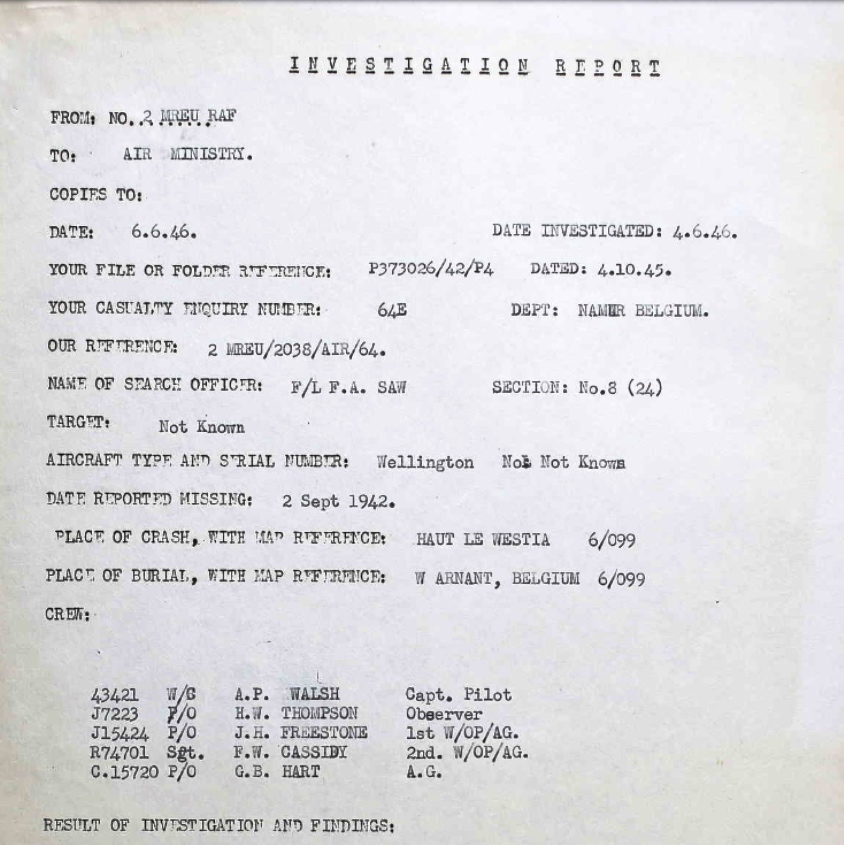 INVESTIGATION REPORT
FROM: NO. 2 MREU RAF
TO: AIR MINISTRY.
COPIES TO:
DATE: 6.6.46. DATE INVESTIGATED: 4.6.46.
YOUR FILE OR FOLDER REFERENCE: P373026/42/P4 DATED: 4.10.45.
YOUR CASUALTY ENQUIRY NUMBER: 64E DEPT: NAMUR BELGIUM.
OUR REFERENCE: 2 MREU/2038/AIR/64.
NAME OF SEARCH OFFICER: F/L F.A. SAW SECTION: No.8 (24)
TARGET: Not Known
AIRCRAFT TYPE AND SERIAL NUMBER: Wellington No: Not Known
DATE REPORTED MISSING: 2 Sept 1942.
PLACE OF CRASH, WITH MAP REFERENCE: HAUT LE WESTIA 6/099
PLACE OF BURIAL, WITH MAP REFERENCE: W ARNANT, BELGIUM 6/099
CREW:
43421 W/C A.P. WALSH Capt. Pilot
J7223 F/O H.W. THOMPSON Observer
J15424 P/O J.H. FREESTONE 1st W/OP/AG.
R74701 Sgt. F.W. CASSIDY 2nd. W/OP/AG.
C.15720 P/O G.B. HART A.G.
RESULT OF INVESTIGATION AND FINDINGS: